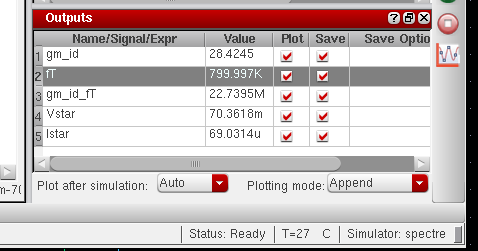 Outputs
Name/Signal/Expr Value Plot Save Save Optio
1 gm_id 28.4245
2 fT 799.997K
3 gm_id_fT 22.7395M
4 Vstar 70.3618m
5 Istar 69.0314u
Plot after simulation: Auto Plotting mode: Append
Status: Ready T=27 C Simulator: spectre